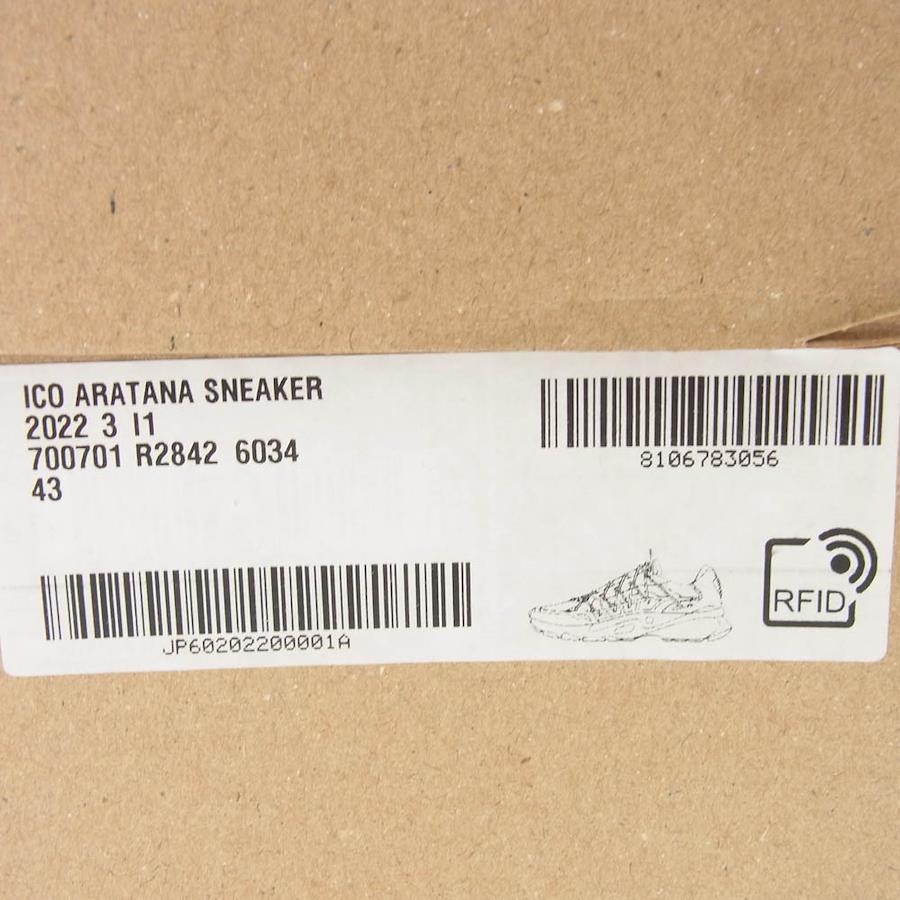 ICO ARATANA SNEAKER
2022 3 I1
700701 R2842 6034
43
8106783056
JP60202200001A
RFID